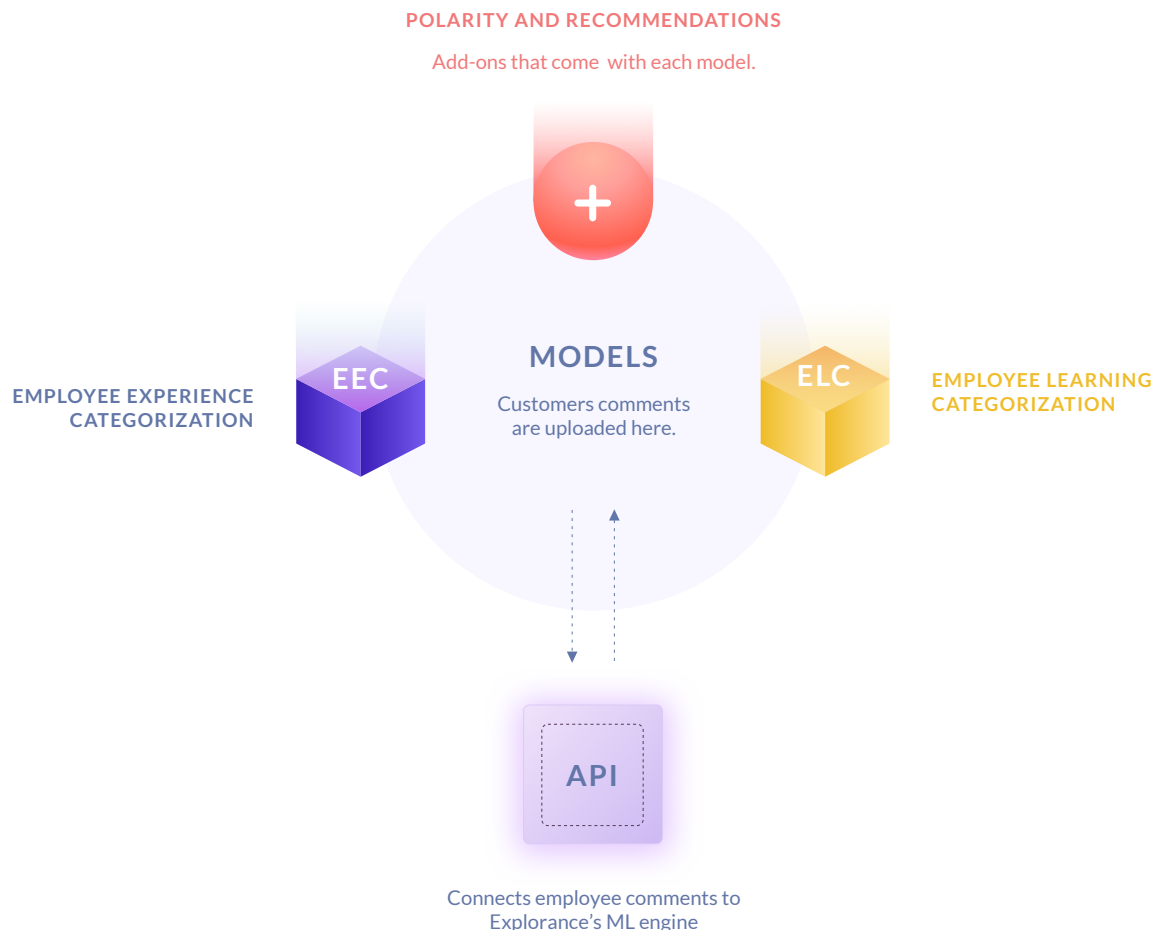 POLARITY AND RECOMMENDATIONS
Add-ons that come with each model.
MODELS
Customers comments
are uploaded here.
EEC
EMPLOYEE EXPERIENCE
CATEGORIZATION
ELC
EMPLOYEE LEARNING
CATEGORIZATION
API
Connects employee comments to
Explorance’s ML engine